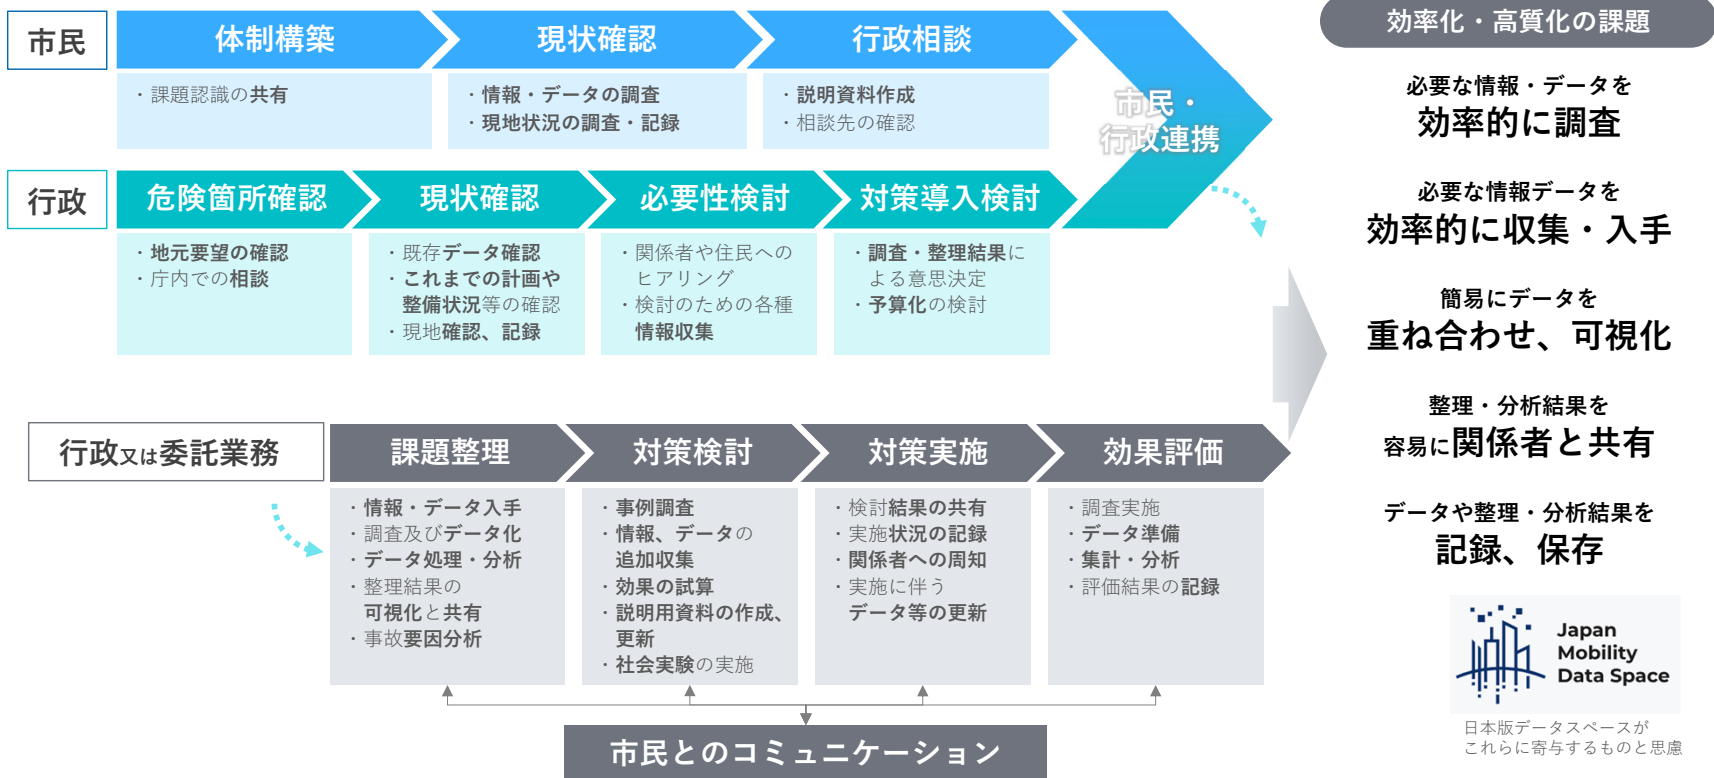 市民
体制構築
現状確認
行政相談
・課題認識の共有
・情報・データの調査
・現地状況の調査・記録
・説明資料作成
・相談先の確認
市民・
行政連携
行政
危険箇所確認
現状確認
必要性検討
対策導入検討
・地元要望の確認
・庁内での相談
・既存データ確認
・これまでの計画や
整備状況等の確認
・現地確認、記録
・関係者や住民への
ヒアリング
・検討のための各種
情報収集
・調査・整理結果に
よる意思決定
・予算化の検討
行政又は委託業務
課題整理
対策検討
対策実施
効果評価
・情報・データ入手
・調査及びデータ化
・データ処理・分析
・整理結果の
可視化と共有
・事故要因分析
・事例調査
・情報、データの
追加収集
・効果の試算
・説明用資料の作成、
更新
・社会実験の実施
・検討結果の共有
・実施状況の記録
・関係者への周知
・実施に伴う
データ等の更新
・調査実施
・データ準備
・集計・分析
・評価結果の記録
市民とのコミュニケーション
効率化・高質化の課題
必要な情報・データを
効率的に調査
必要な情報データを
効率的に収集・入手
簡易にデータを
重ね合わせ、可視化
整理・分析結果を
容易に関係者と共有
データや整理・分析結果を
記録、保存
Japan
Mobility
Data Space
日本版データスペースが
これらに寄与するものと思慮